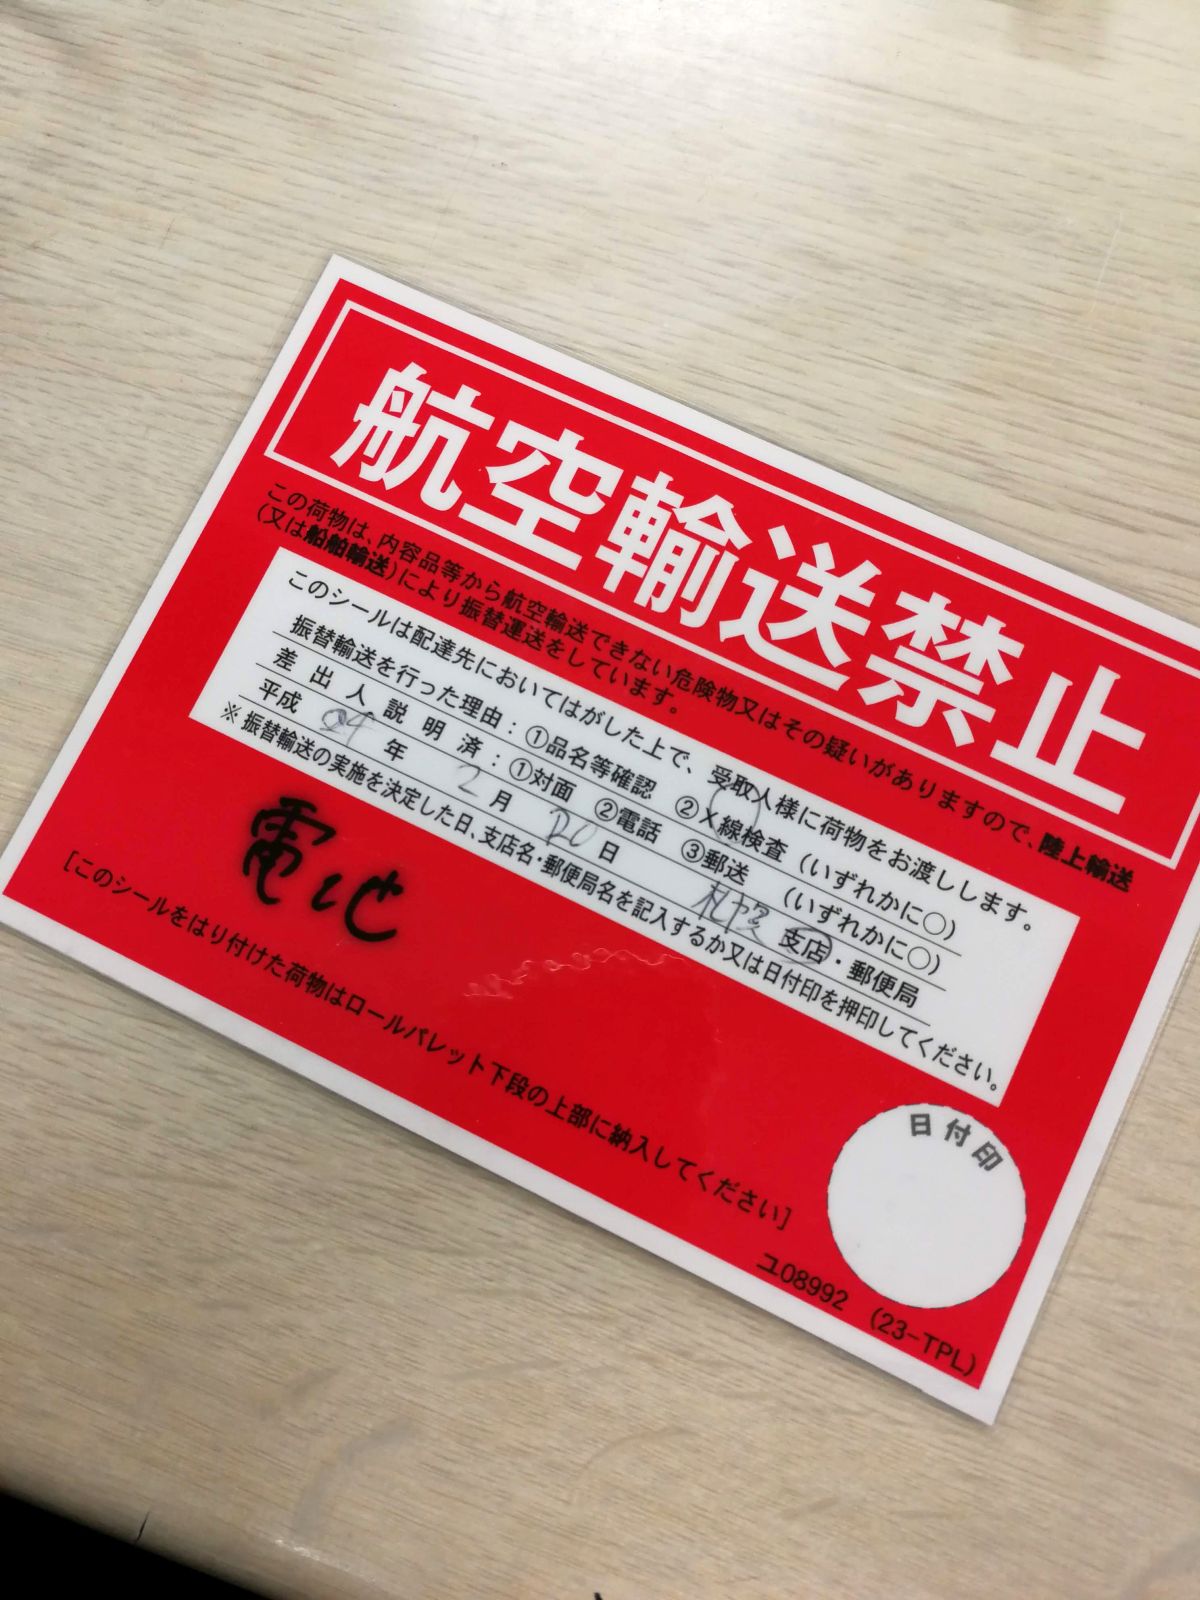 航空輸送禁止
この荷物は、内容品等から航空輸送できない危険物又はその疑いがありますので、陸上輸送
(又は船舶輸送)により振替運送をしています。
このシールは配達先においてはがした上で、受取人様に荷物をお渡しします。
振替輸送を行った理由：①品名等確認 ②X線検査 (いずれかに○)
差出人説明済：①対面 ②電話 ③郵送 (いずれかに○)
平成 24 年 2 月 20 日 札幌 支店・郵便局
※ 振替輸送の実施を決定した日、支店名・郵便局名を記入するか又は日付印を押印してください。
電池
日付印
[このシールをはり付けた荷物はロールパレット下段の上部に納入してください]
ユ08992 (23-TPL)